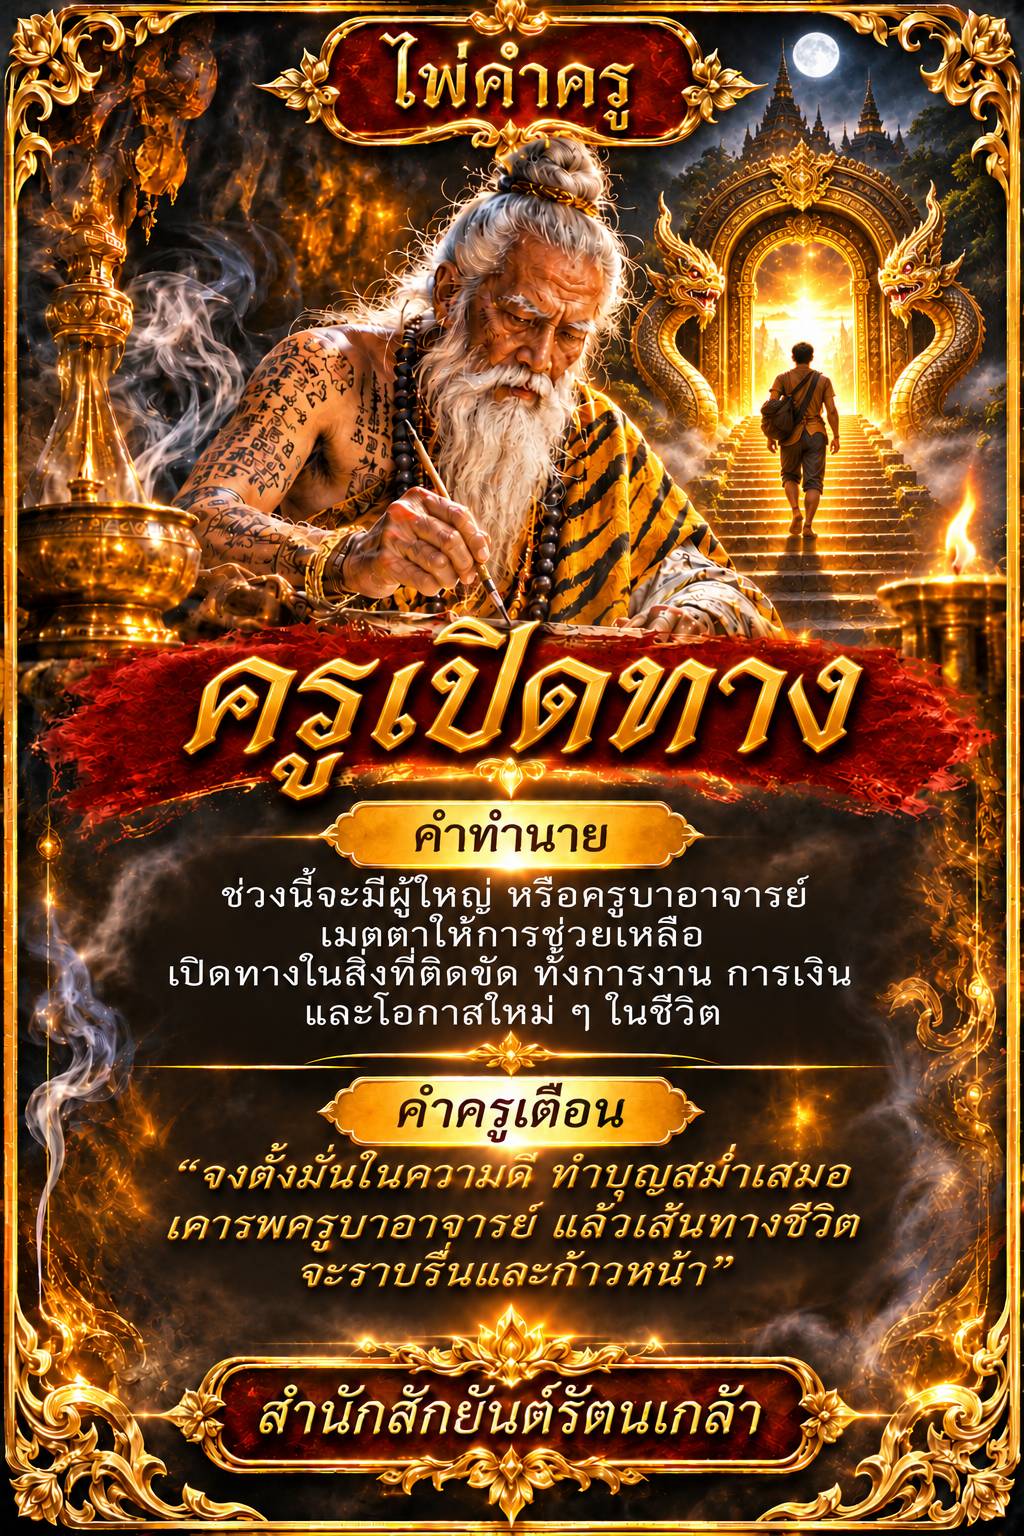 ไพ่คำครู
ครูเปิดทาง
คำทำนาย
ช่วงนี้จะมีผู้ใหญ่ หรือครูบาอาจารย์
เมตตาให้การช่วยเหลือ
เปิดทางในสิ่งที่ติดขัด ทั้งการงาน การเงิน
และโอกาสใหม่ ๆ ในชีวิต
คำครูเตือน
“จงตั้งมั่นในความดี ทำบุญสม่ำเสมอ
เคารพครูบาอาจารย์ แล้วเส้นทางชีวิต
จะราบรื่นและก้าวหน้า”
สำนักสักยันต์รัตนเกล้า